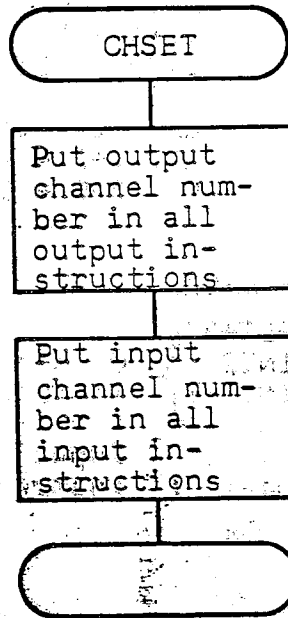 CHSET
Put output
channel num-
ber in all
output in-
structions
Put input
channel num-
ber in all
input in-
structions